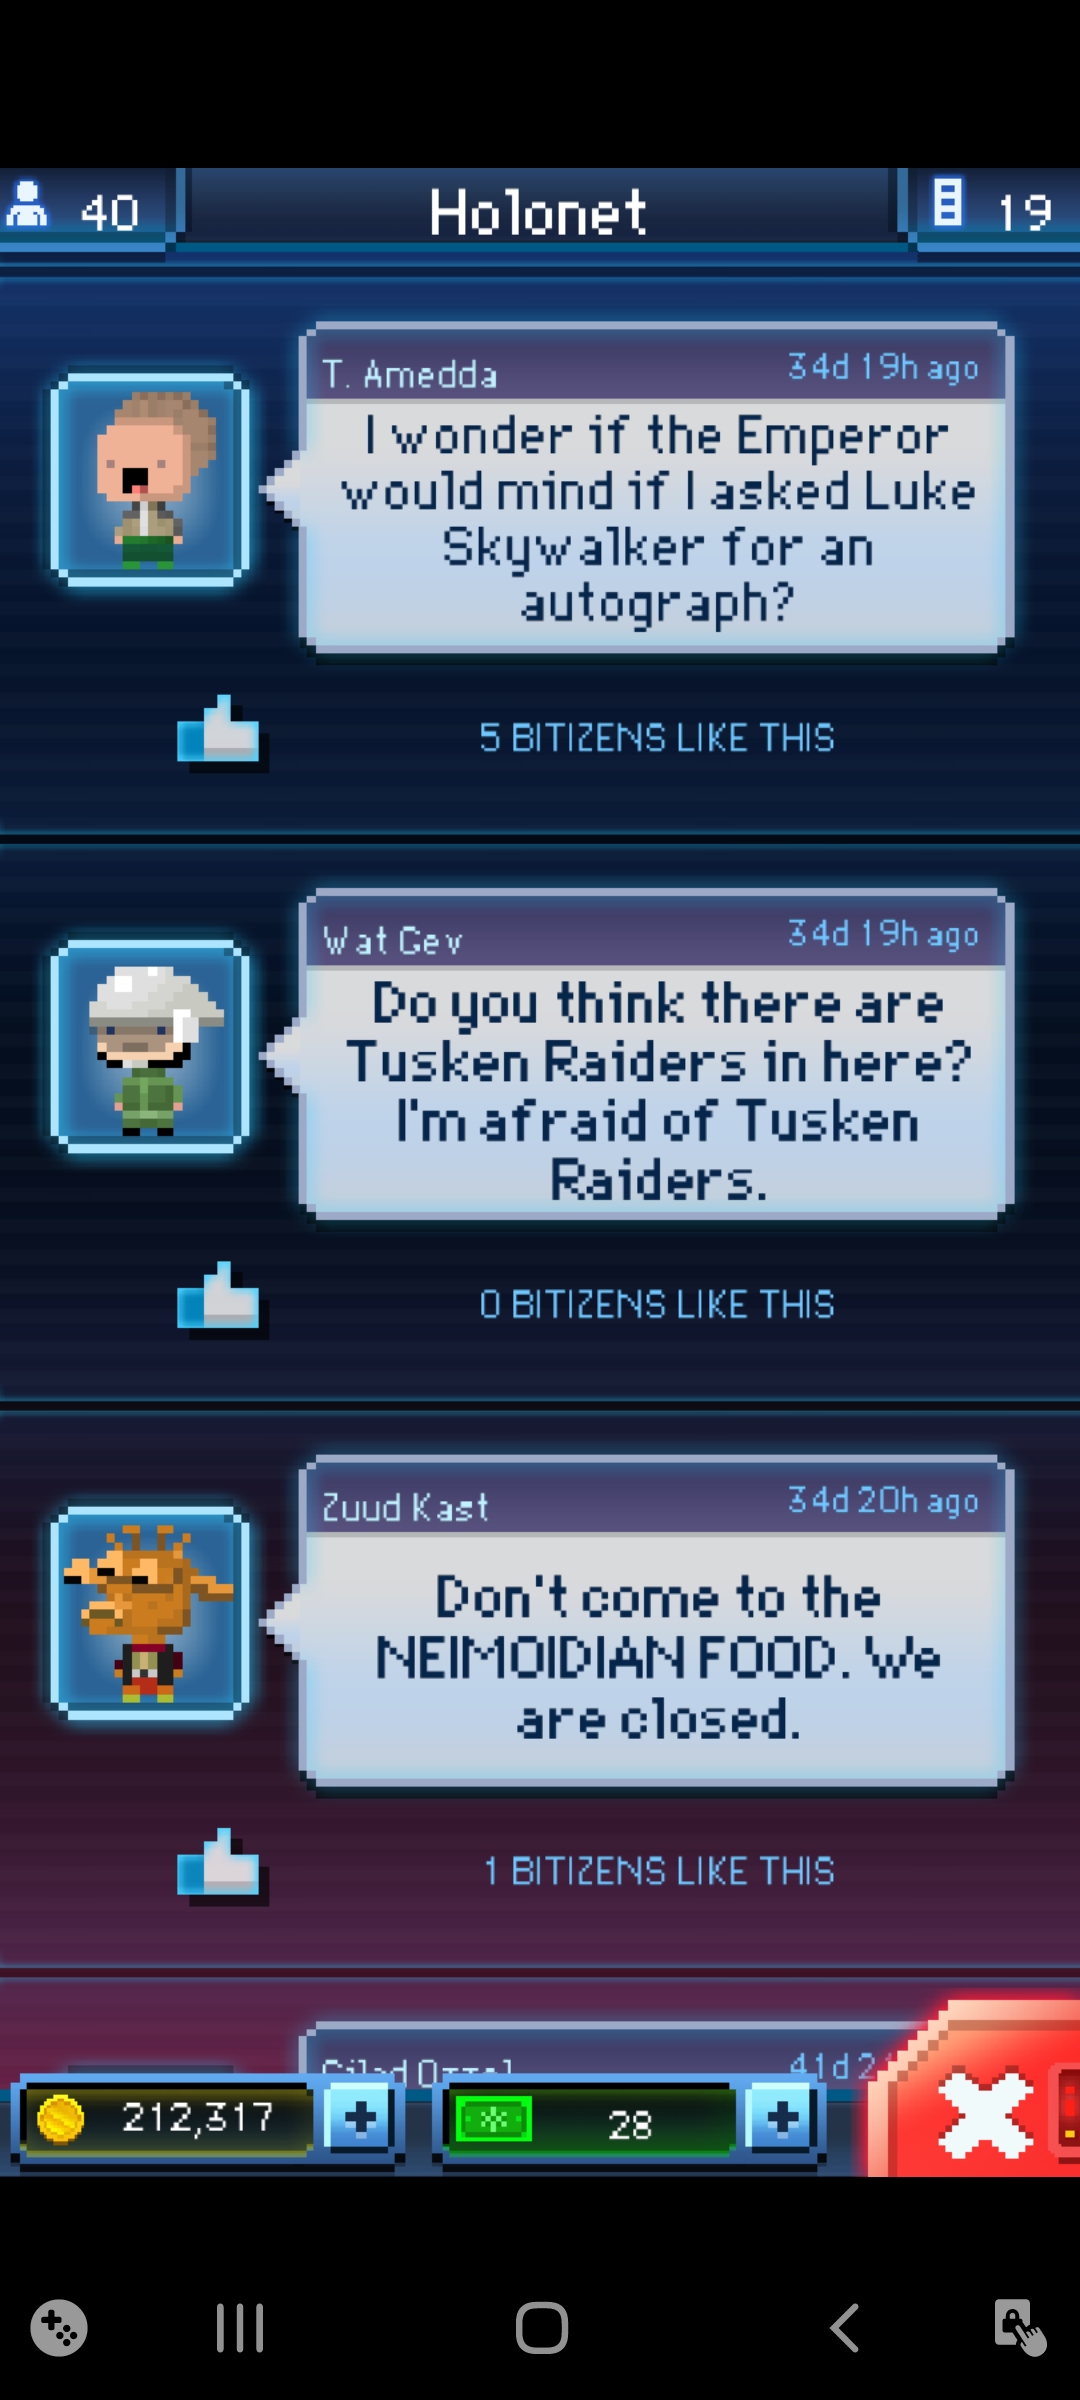 40 Holonet 19
T. Amedda 34d 19h ago
I wonder if the Emperor
would mind if I asked Luke
Skywalker for an
autograph?
5 BITIZENS LIKE THIS
Wat Gev 34d 19h ago
Do you think there are
Tusken Raiders in here?
I'm afraid of Tusken
Raiders.
0 BITIZENS LIKE THIS
Zuud Kast 34d 20h ago
Don't come to the
NEIMOIDIAN FOOD. We
are closed.
1 BITIZENS LIKE THIS
41d
212,317 28